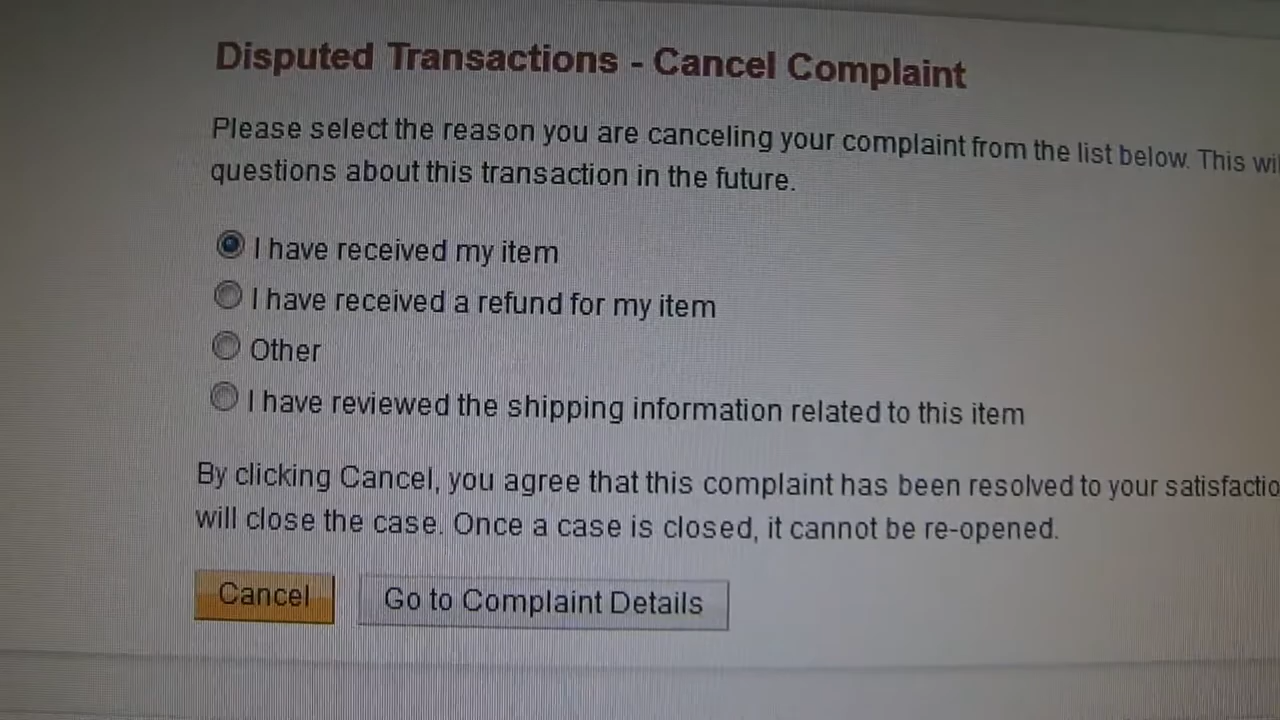 Disputed Transactions - Cancel Complaint
Please select the reason you are canceling your complaint from the list below. This
questions about this transaction in the future.
I have received my item
I have received a refund for my item
Other
I have reviewed the shipping information related to this item
By clicking Cancel, you agree that this complaint has been resolved to your
will close the case. Once a case is closed, it cannot be re-opened.
Cancel
Go to Complaint Details